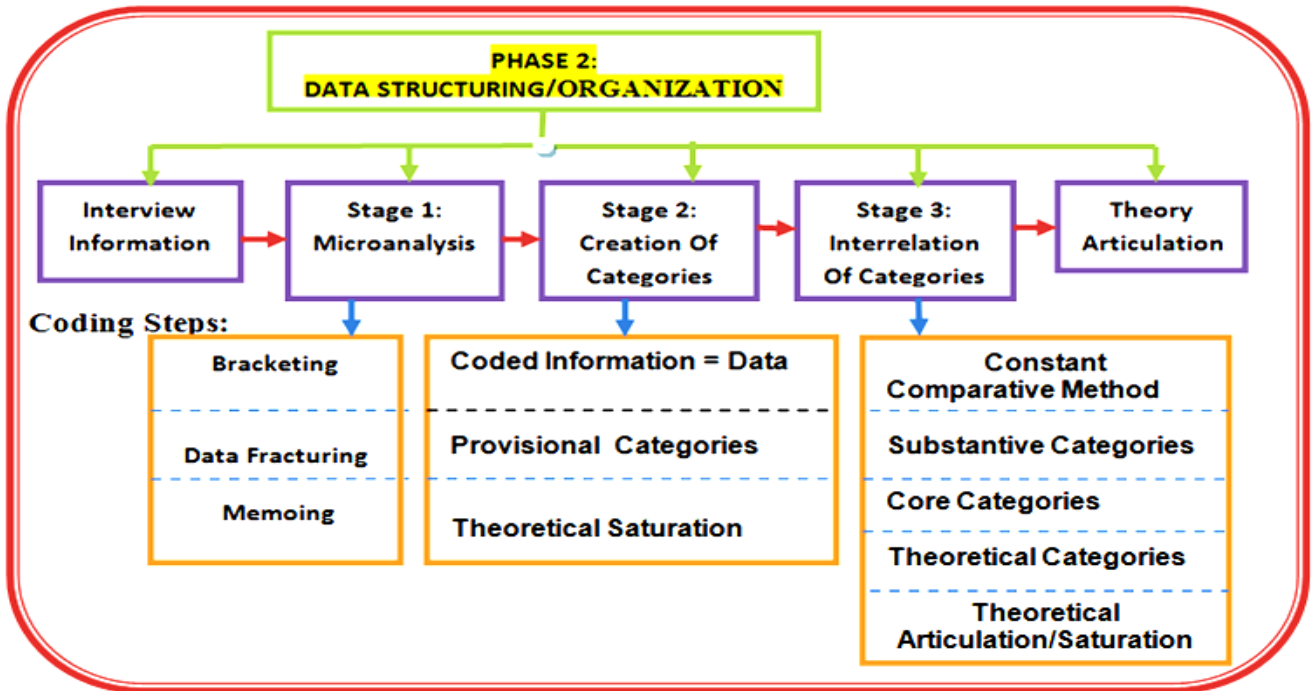 PHASE 2:
DATA STRUCTURING/ORGANIZATION
Interview
Information
Stage 1:
Microanalysis
Stage 2:
Creation Of
Categories
Stage 3:
Interrelation
Of Categories
Theory
Articulation
Coding Steps:
Bracketing
Data Fracturing
Memoing
Coded Information = Data
Provisional Categories
Theoretical Saturation
Constant
Comparative Method
Substantive Categories
Core Categories
Theoretical Categories
Theoretical
Articulation/Saturation